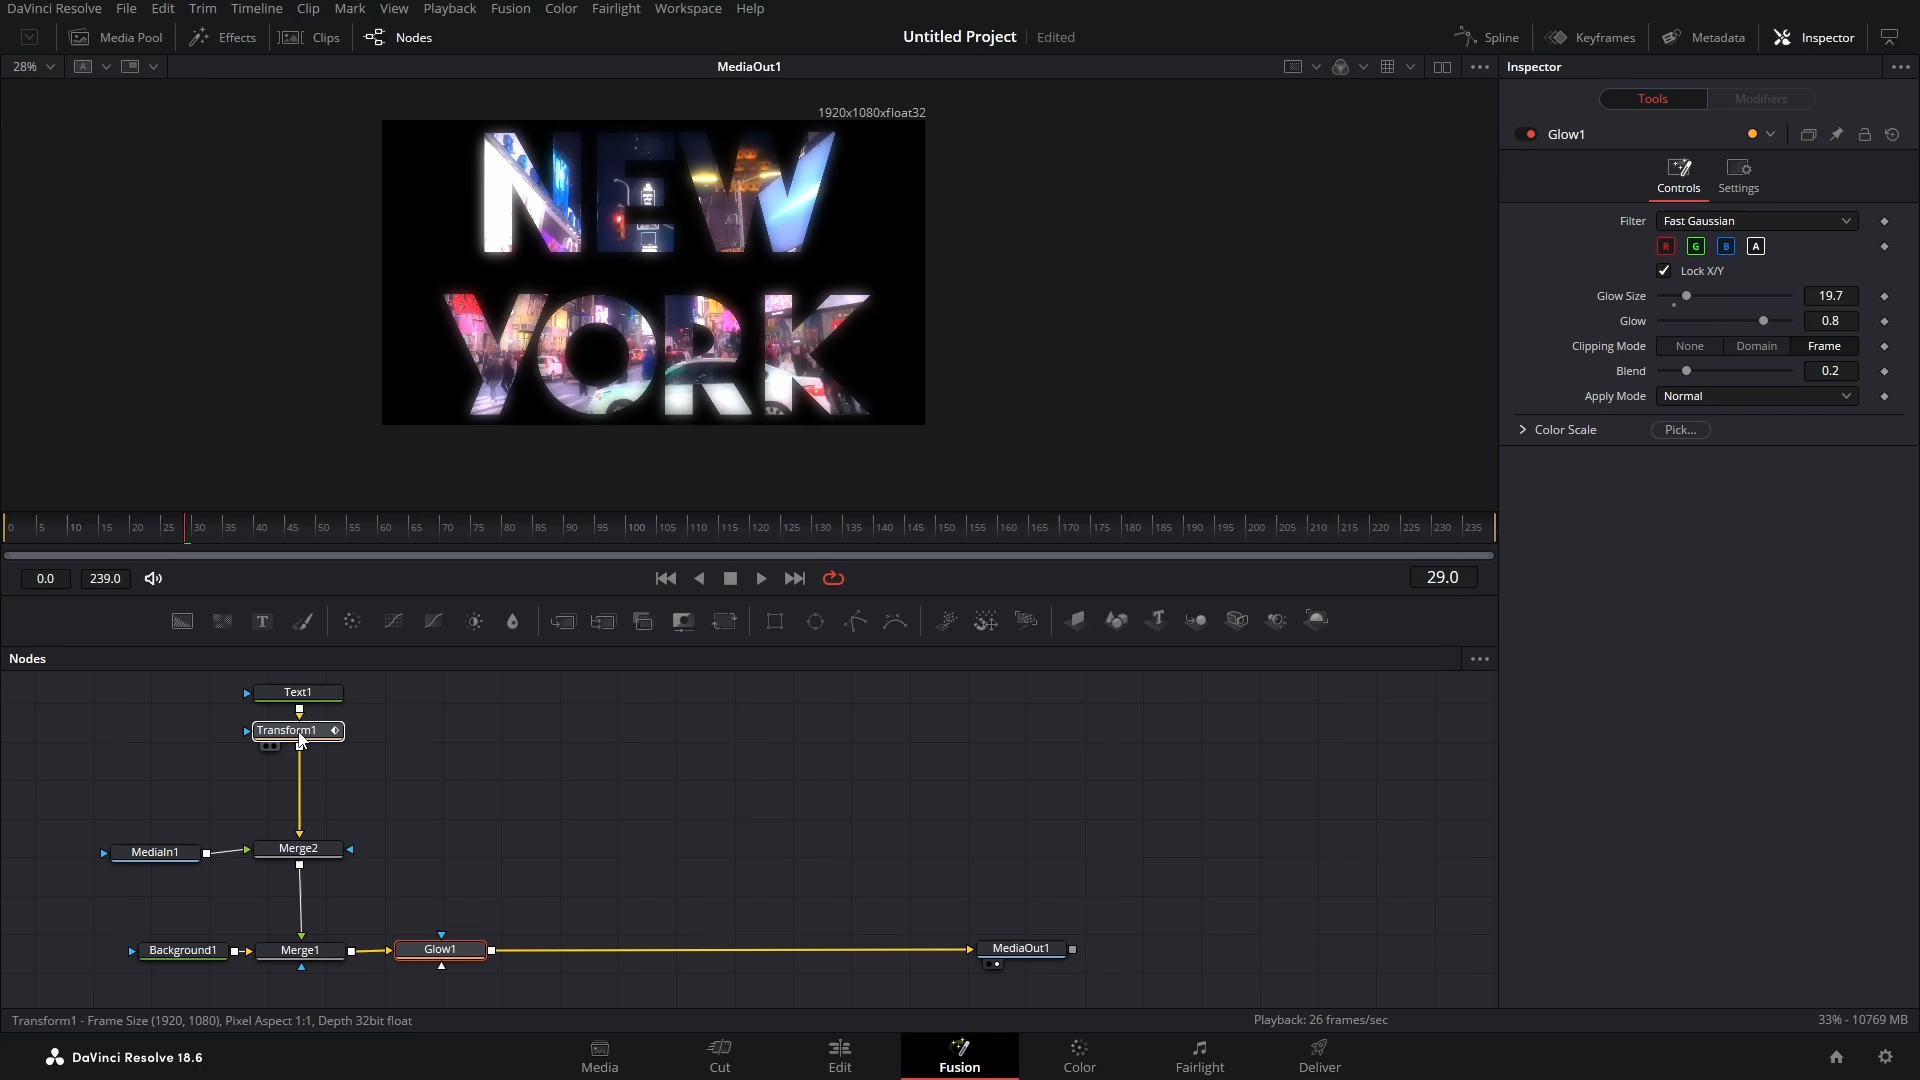 DaVinci Resolve File Edit Trim Timeline Clip Mark View Playback Fusion Color Fairlight Workspace Help
Media Pool Effects Clips Nodes Untitled Project Edited Spline Keyframes Metadata Inspector
28% A MediaOut1 Inspector
Tools Modifiers
1920x1080xfloat32
Glow1
NEW
YORK
Controls Settings
Filter Fast Gaussian
R G B A
Lock X/Y
Glow Size 19.7
Glow 0.8
Clipping Mode None Domain Frame
Blend 0.2
Apply Mode Normal
Color Scale Pick...
0 5 10 15 20 25 30 35 40 45 50 55 60 65 70 75 80 85 90 95 100 105 110 115 120 125 130 135 140 145 150 155 160 165 170 175 180 185 190 195 200 205 210 215 220 225 230 235
0.0 239.0 29.0
T T
Nodes
Text1
Transform1
MediaIn1 Merge2
Background1 Merge1 Glow1 MediaOut1
Transform1 - Frame Size (1920, 1080), Pixel Aspect 1:1, Depth 32bit float Playback: 26 frames/sec 33% - 10769 MB
DaVinci Resolve 18.6 Media Cut Edit Fusion Color Fairlight Deliver